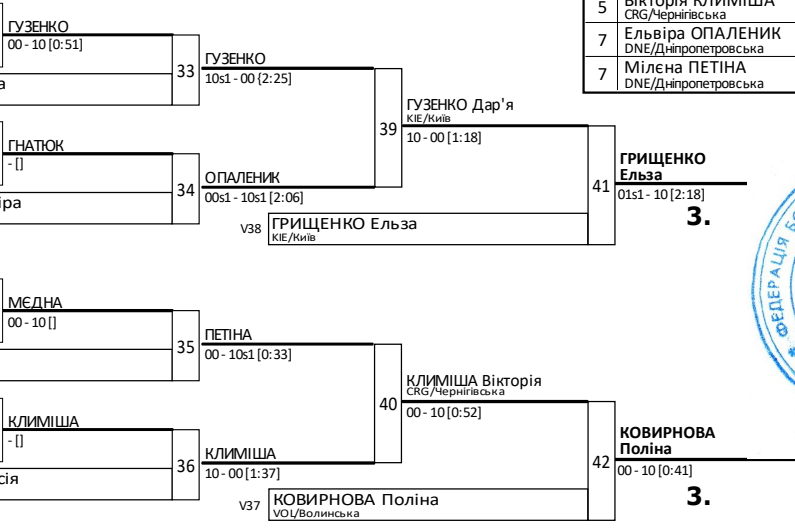 5 Вікторія КЛИМІША
CRG/Чернігівська
7 Ельвіра ОПАЛЕНИК
DNE/Дніпропетровська
7 Мілєна ПЕТІНА
DNE/Дніпропетровська
ГУЗЕНКО
00 - 10 [0:51]
33
ГУЗЕНКО
10s1 - 00 {2:25]
ГУЗЕНКО Дар'я
KIE/Київ
39
10 - 00 [1:18]
ГНАТЮК
- []
34
ОПАЛЕНИК
00s1 - 10s1 [2:06]
41
ГРИЩЕНКО
Ельза
01s1 - 10 [2:18]
3.
V38 ГРИЩЕНКО Ельза
KIE/Київ
ФЕДЕРАЦІЯ
МЄДНА
00 - 10 []
35
ПЕТІНА
00 - 10s1 [0:33]
КЛИМІША Вікторія
CRG/Чернігівська
40
00 - 10 [0:52]
КЛИМІША
- []
сія
36
КЛИМІША
10 - 00 [1:37]
42
КОВИРНОВА
Поліна
00 - 10 [0:41]
3.
V37 КОВИРНОВА Поліна
VOL/Волинська